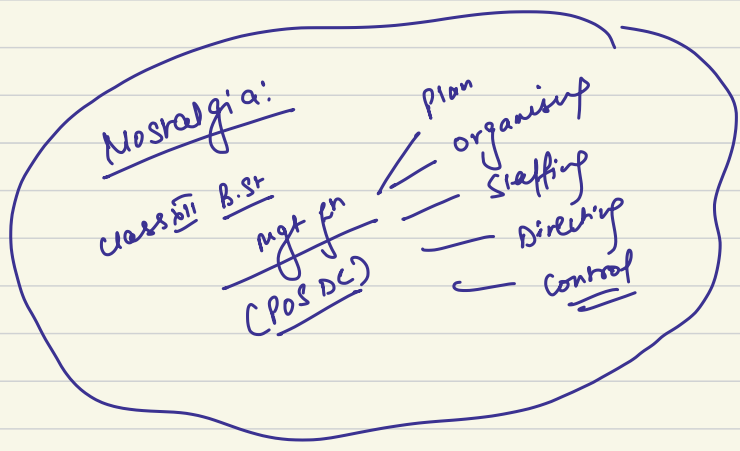 Nostalgia:
Class XII B.St
Mgt fn
(POSDC)
Plan
Organising
Staffing
Directing
Control